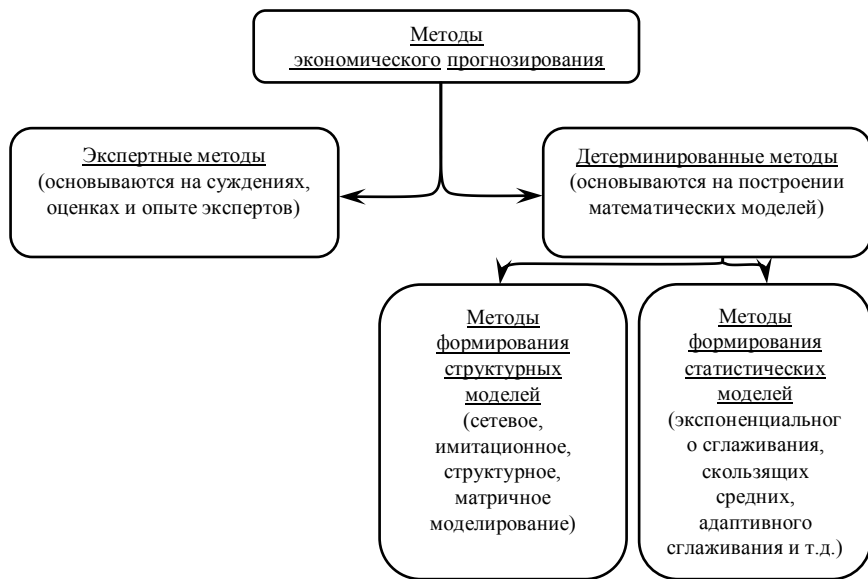 Методы
экономического прогнозирования
Экспертные методы
(основываются на суждениях,
оценках и опыте экспертов)
Детерминированные методы
(основываются на построении
математических моделей)
Методы
формирования
структурных
моделей
(сетевое,
имитационное,
структурное,
матричное
моделирование)
Методы
формирования
статистических
моделей
(экспоненциальног
о сглаживания,
скользящих
средних,
адаптивного
сглаживания и т.д.)